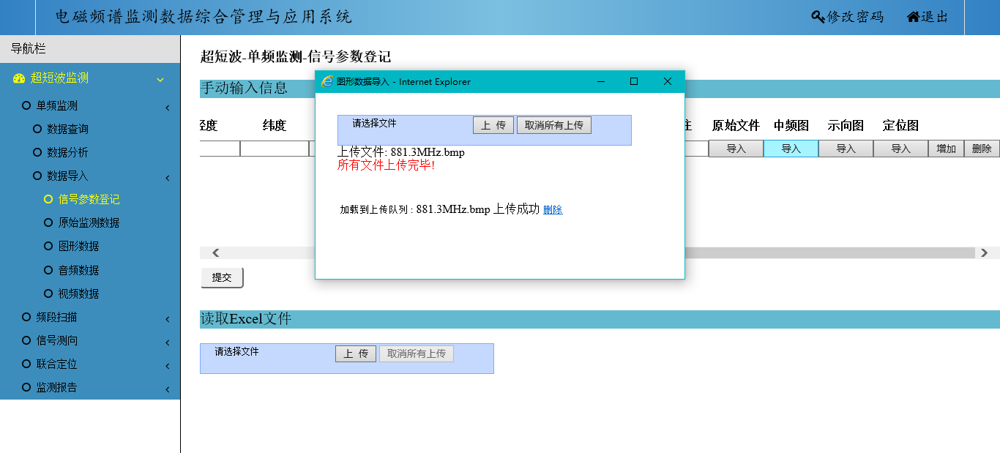 电磁频谱监测数据综合管理与应用系统
修改密码
退出
导航栏
超短波监测
单频监测
数据查询
数据分析
数据导入
信号参数登记
原始监测数据
图形数据
音频数据
视频数据
频段扫描
信号测向
联合定位
监测报告
超短波-单频监测-信号参数登记
手动输入信息
经度 纬度 注 原始文件 中频图 示向图 定位图
导入 导入 导入 导入 增加 删除
图形数据导入 - Internet Explorer
请选择文件 上 传 取消所有上传
上传文件: 881.3MHz.bmp
所有文件上传完毕!
加载到上传队列 : 881.3MHz.bmp 上传成功 删除
提交
读取Excel文件
请选择文件 上 传 取消所有上传